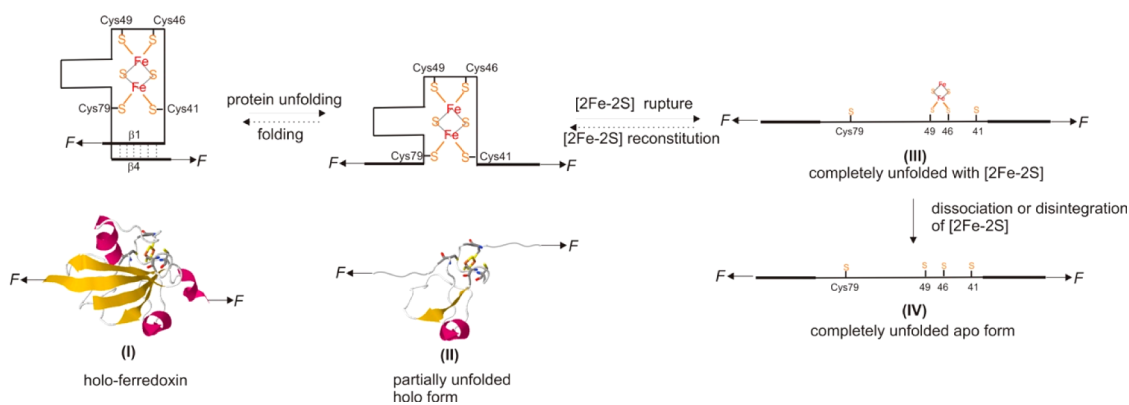 Cys49 Cys46
S S
Fe
S S
Fe
Cys79 S S Cys41
β1
F
β4 F
protein unfolding
folding
Cys49 Cys46
S S
Fe
S S
Fe
Cys79 S S Cys41
F F
[2Fe-2S] rupture
[2Fe-2S] reconstitution
Fe
Fe
S S S S
F F
Cys79 49 46 41
(III)
completely unfolded with [2Fe-2S]
dissociation or disintegration
of [2Fe-2S]
F F
(I)
holo-ferredoxin
F F
(II)
partially unfolded
holo form
S S S S
F F
Cys79 49 46 41
(IV)
completely unfolded apo form